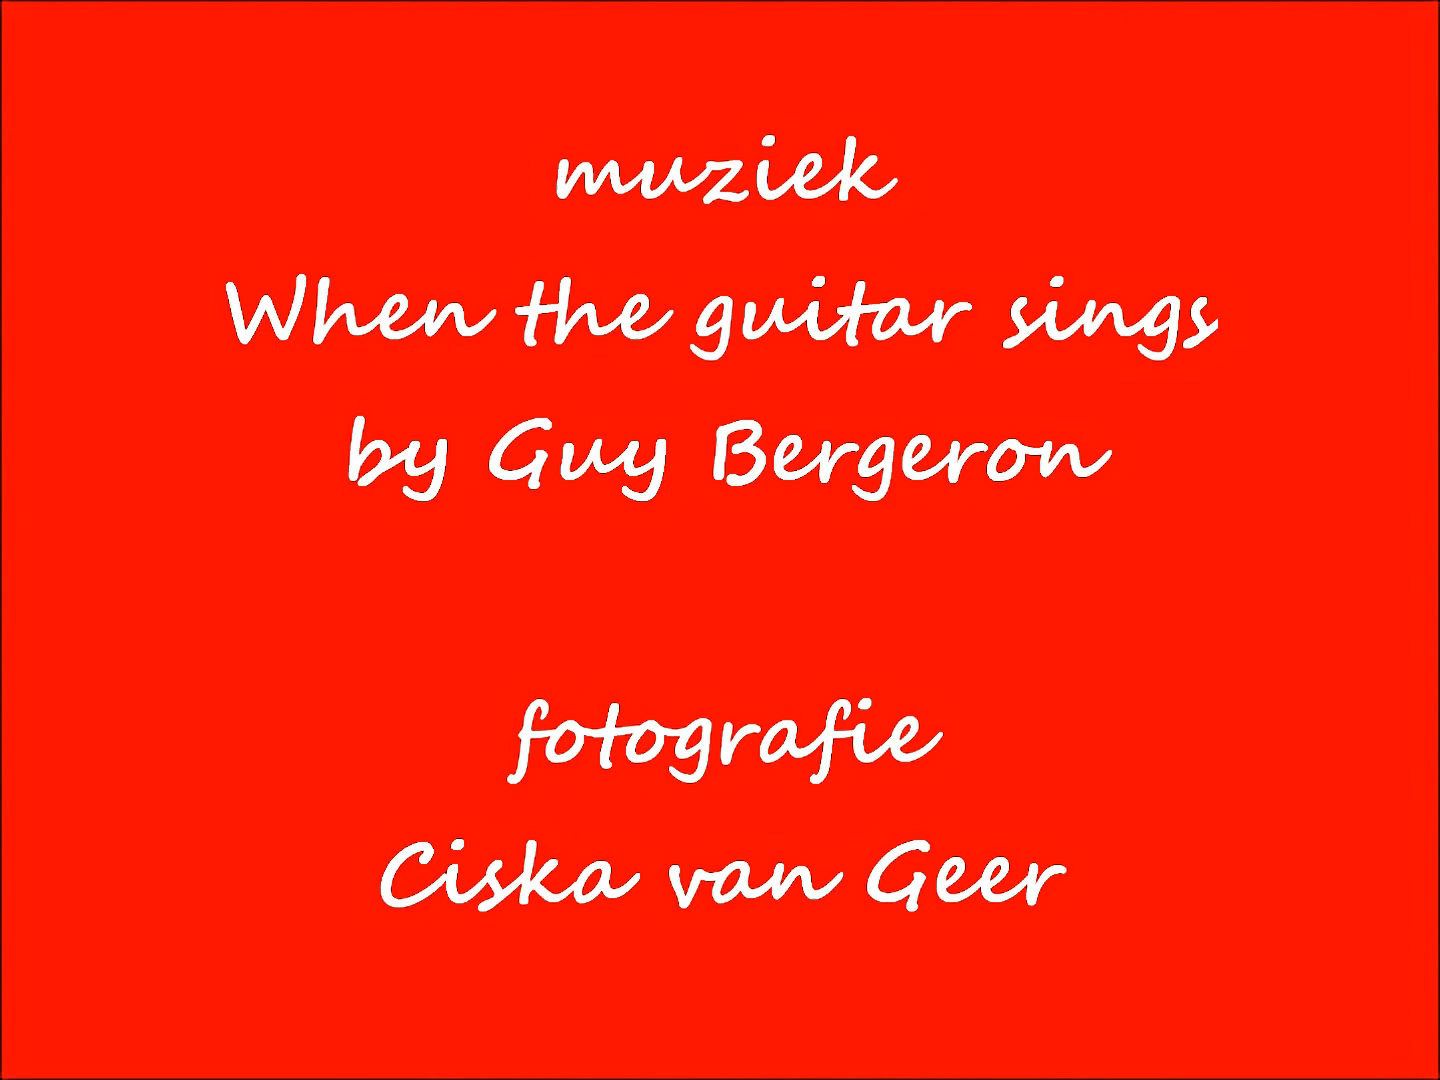 muziek
When the guitar sings
by Guy Bergeron
fotografie
Ciska van Geer